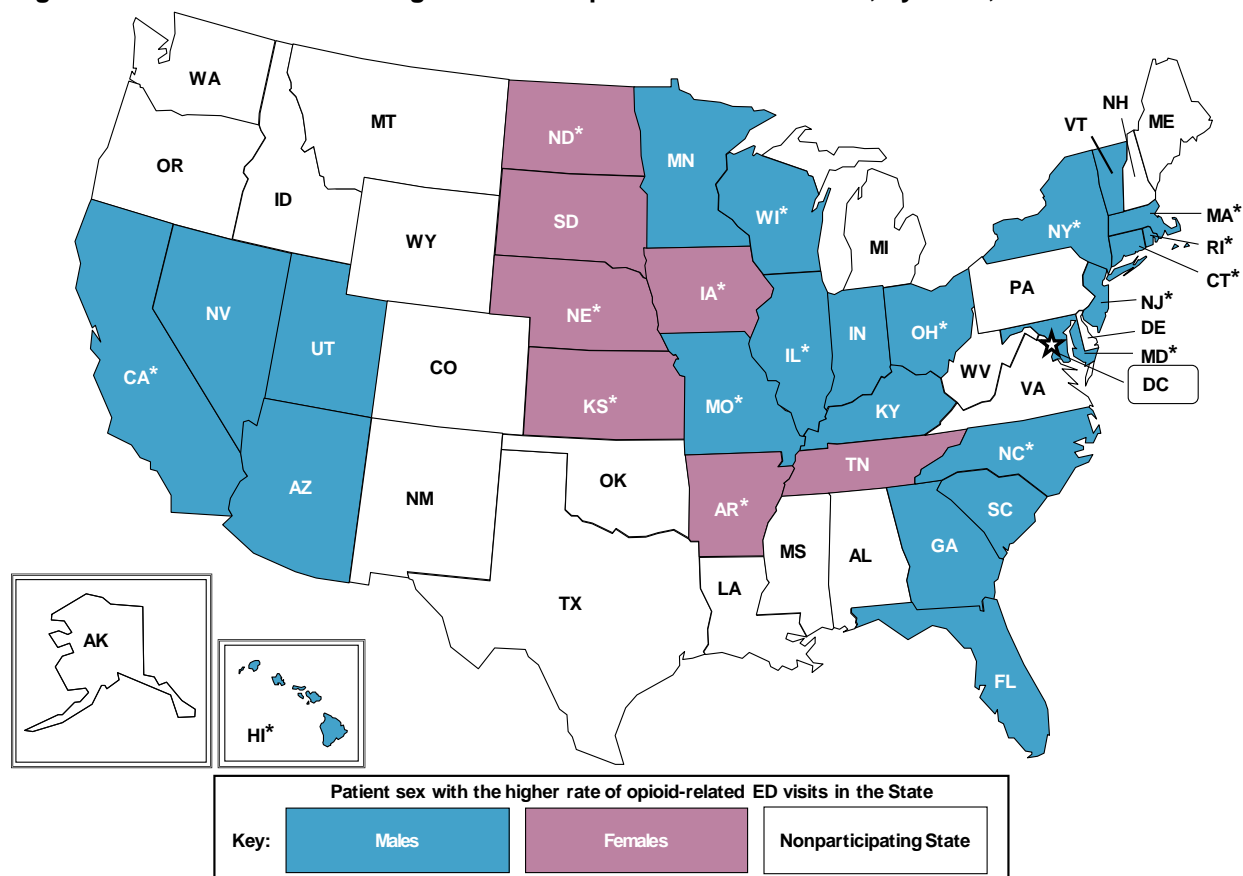 WA
MT
ND*
MN
NH
ME
VT
OR
ID
SD
WI*
NY*
MA*
RI*
CT*
WY
MI
PA
NV
IA*
NJ*
DE
MD*
DC
NE*
UT
CO
IL*
IN
OH*
WV
VA
CA*
KS*
MO*
KY
NC*
TN
AZ
NM
OK
AR*
SC
GA
MS
AL
LA
TX
AK
HI*
FL
Patient sex with the higher rate of opioid-related ED visits in the State
Key:
Males
Females
Nonparticipating State